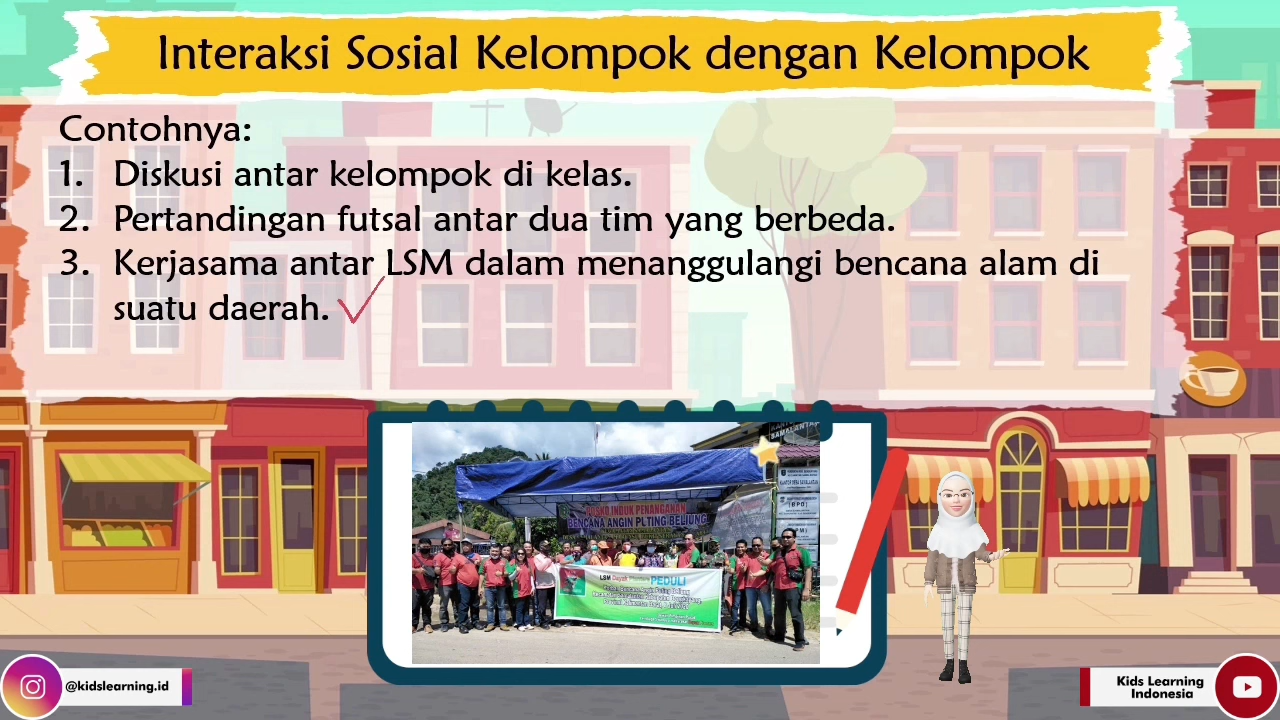 Interaksi Sosial Kelompok dengan Kelompok
Contohnya:
1. Diskusi antar kelompok di kelas.
2. Pertandingan futsal antar dua tim yang berbeda.
3. Kerjasama antar LSM dalam menanggulangi bencana alam di
suatu daerah.
POSKO INDUK PENANGANAN
BENCANA ANGIN PUTING BELIUNG
LSM
PEDULI
@kidslearning.id
Kids Learning
Indonesia